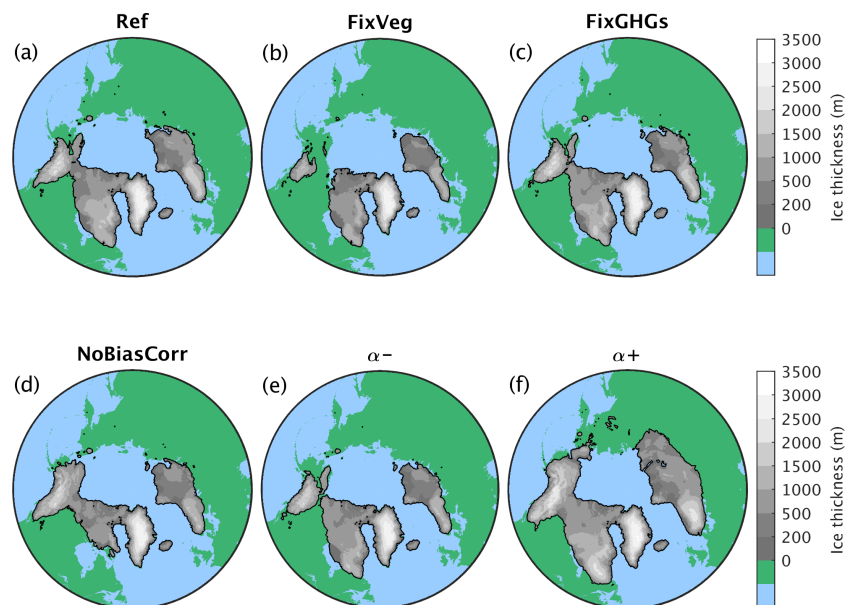 Ref
FixVeg
FixGHGs
(a)
(b)
(c)
3500
3000
2500
2000
1500
1000
500
200
0
Ice thickness (m)
NoBiasCorr
α-
α+
(d)
(e)
(f)
3500
3000
2500
2000
1500
1000
500
200
0
Ice thickness (m)